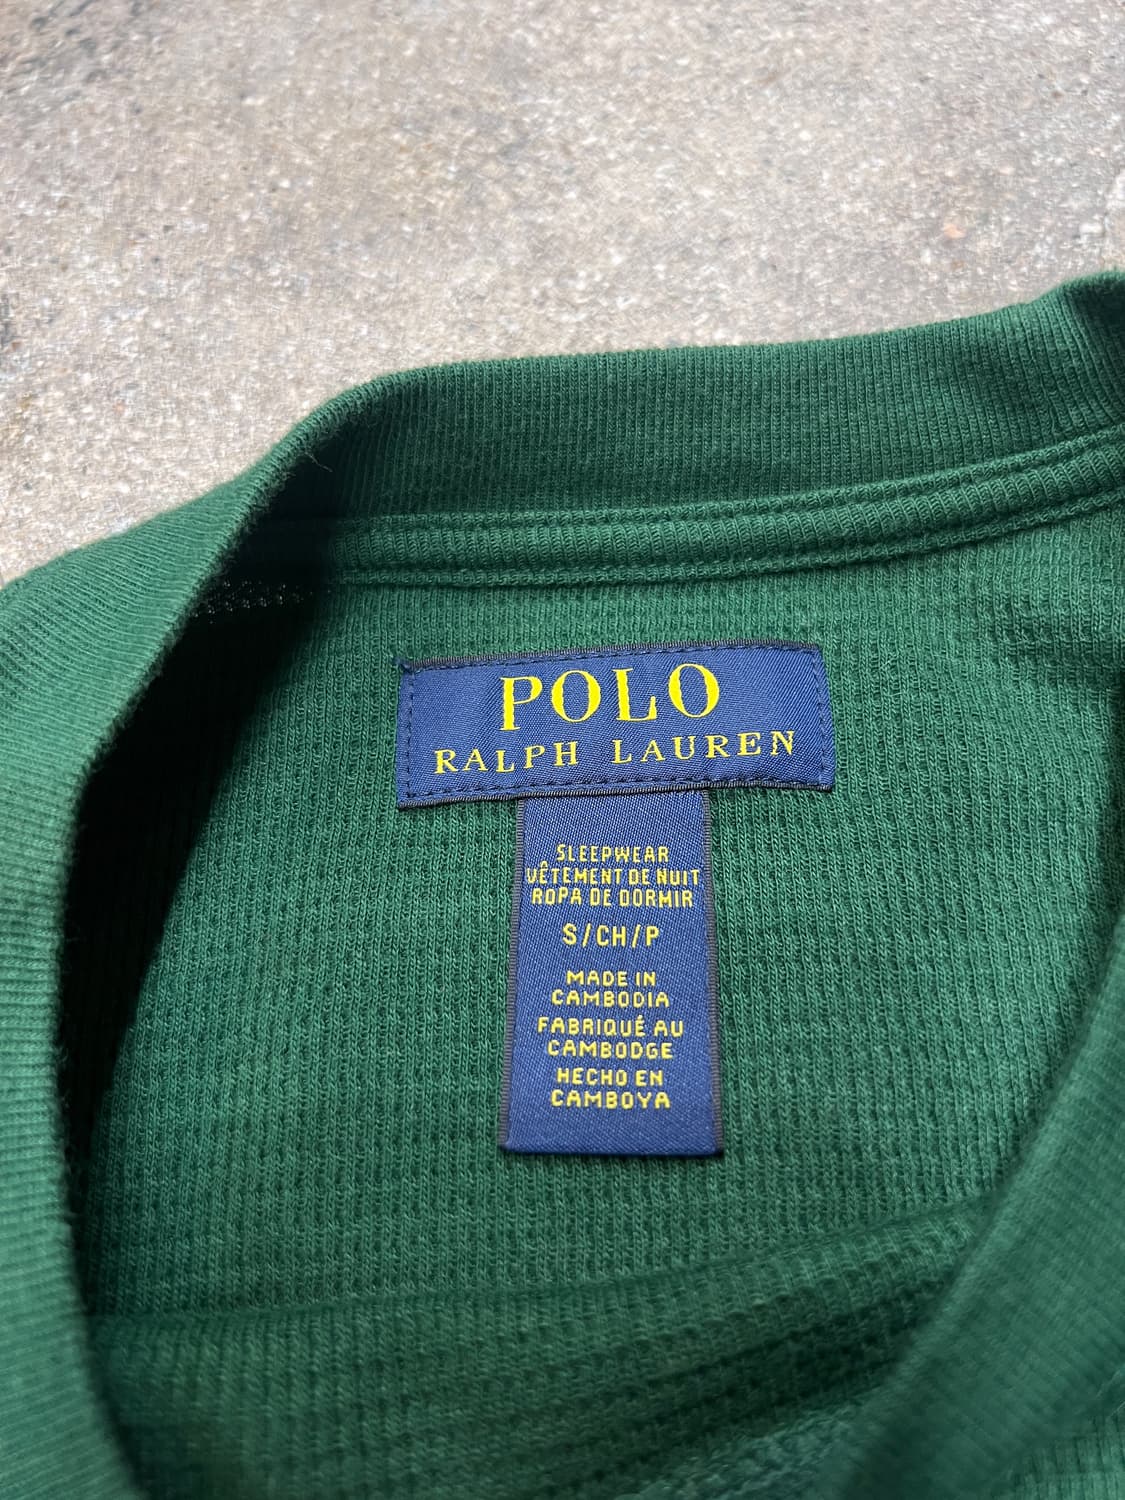 POLO
RALPH LAUREN
SLEEPWEAR
VÊTEMENT DE NUIT
ROPA DE DORMIR
S/CH/P
MADE IN
CAMBODIA
FABRIQUÉ AU
CAMBODGE
HECHO EN
CAMBOYA